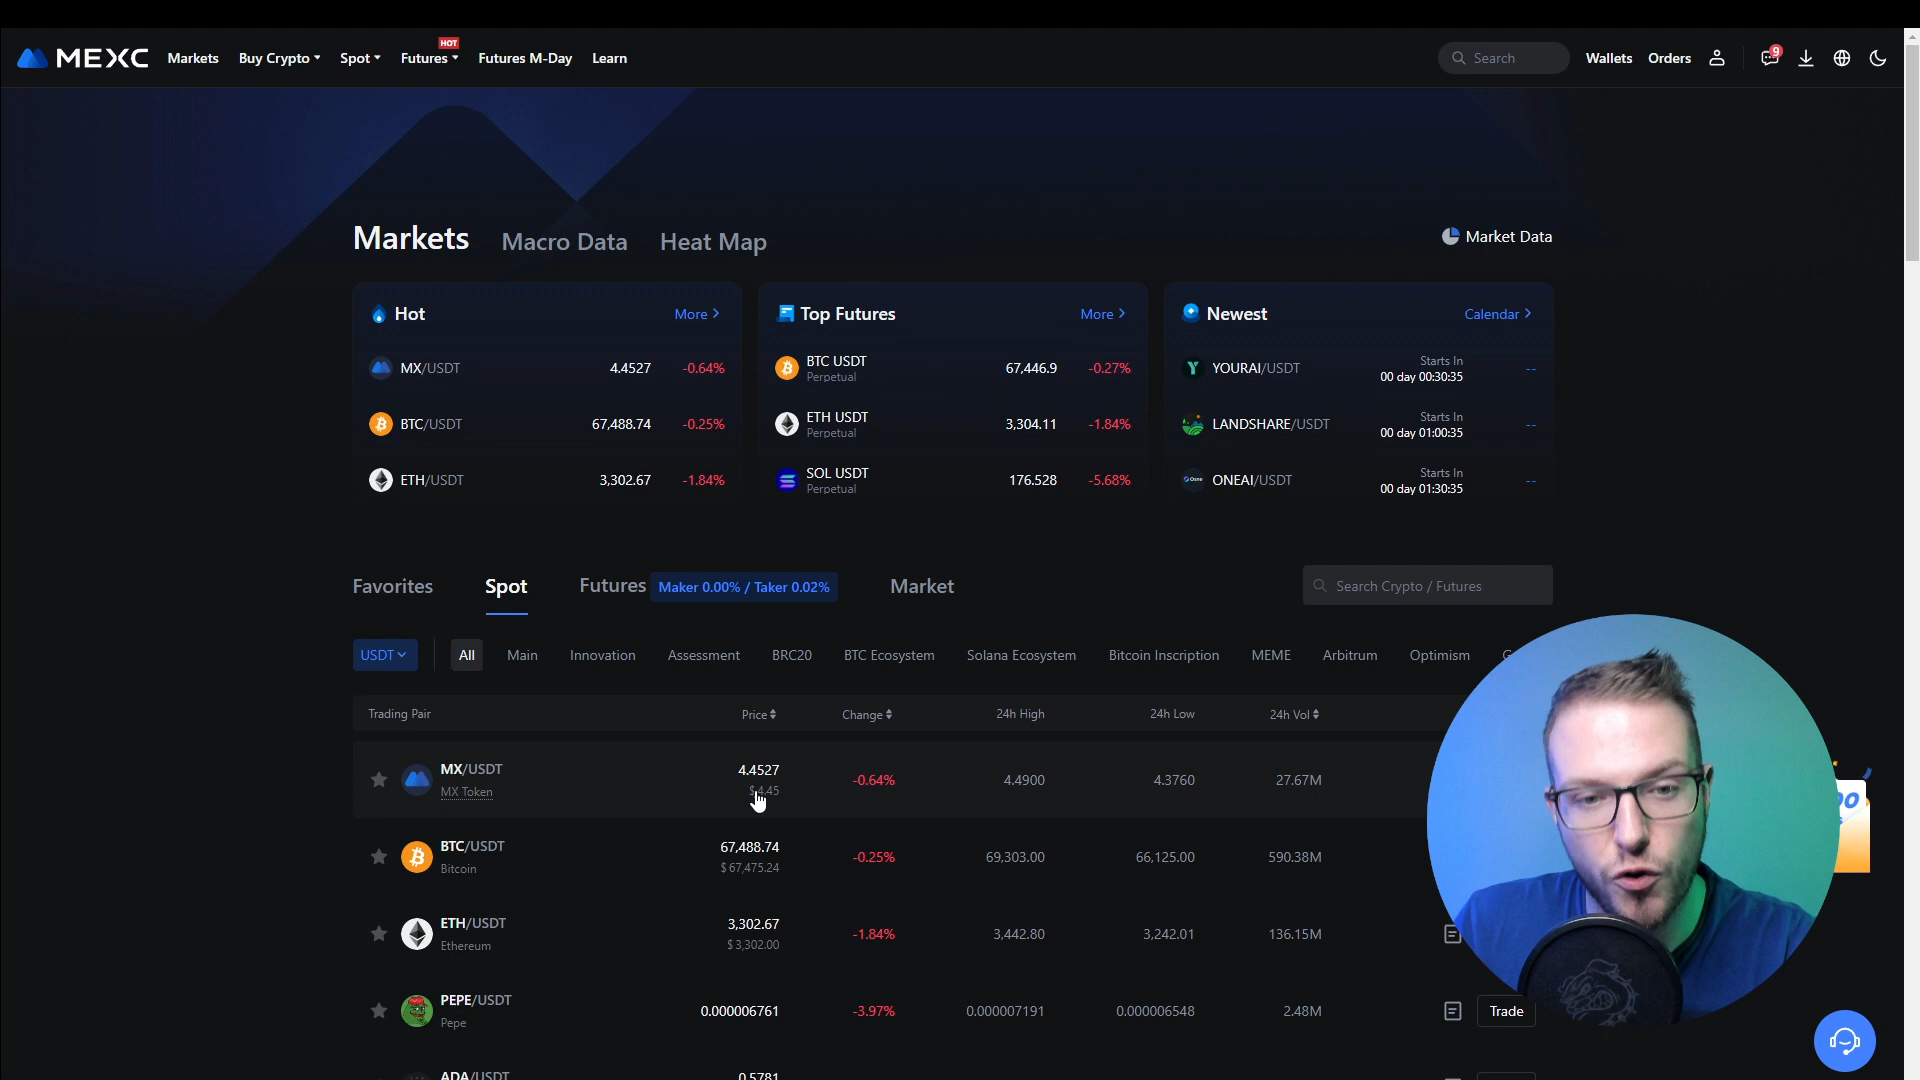 MEXC Markets Buy Crypto Spot Futures HOT Futures M-Day Learn Search Wallets Orders 9
Markets Macro Data Heat Map Market Data
Hot More >
MX/USDT 4.4527 -0.64%
BTC/USDT 67,488.74 -0.25%
ETH/USDT 3,302.67 -1.84%
Top Futures More >
BTC USDT 67,446.9 -0.27%
Perpetual
ETH USDT 3,304.11 -1.84%
Perpetual
SOL USDT 176.528 -5.68%
Perpetual
Newest Calendar >
YOURAI/USDT Starts In --
00 day 00:30:35
LANDSHARE/USDT Starts In --
00 day 01:00:35
ONEAI/USDT Starts In --
00 day 01:30:35
Favorites Spot Futures Maker 0.00% / Taker 0.02% Market Search Crypto / Futures
USDT All Main Innovation Assessment BRC20 BTC Ecosystem Solana Ecosystem Bitcoin Inscription MEME Arbitrum Optimism
Trading Pair Price Change 24h High 24h Low 24h Vol
MX/USDT 4.4527 -0.64% 4.4900 4.3760 27.67M
MX Token $ 4.45
BTC/USDT 67,488.74 -0.25% 69,303.00 66,125.00 590.38M
Bitcoin $ 67,475.24
ETH/USDT 3,302.67 -1.84% 3,442.80 3,242.01 136.15M
Ethereum $ 3,302.00
PEPE/USDT 0.000006761 -3.97% 0.000007191 0.000006548 2.48M Trade
Pepe
ADA/USDT 0.5781